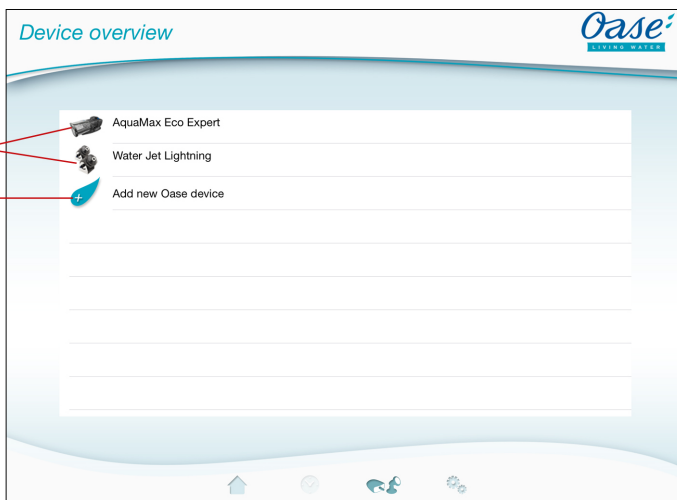 Device overview
Oase
LIVING WATER
AquaMax Eco Expert
Water Jet Lightning
Add new Oase device